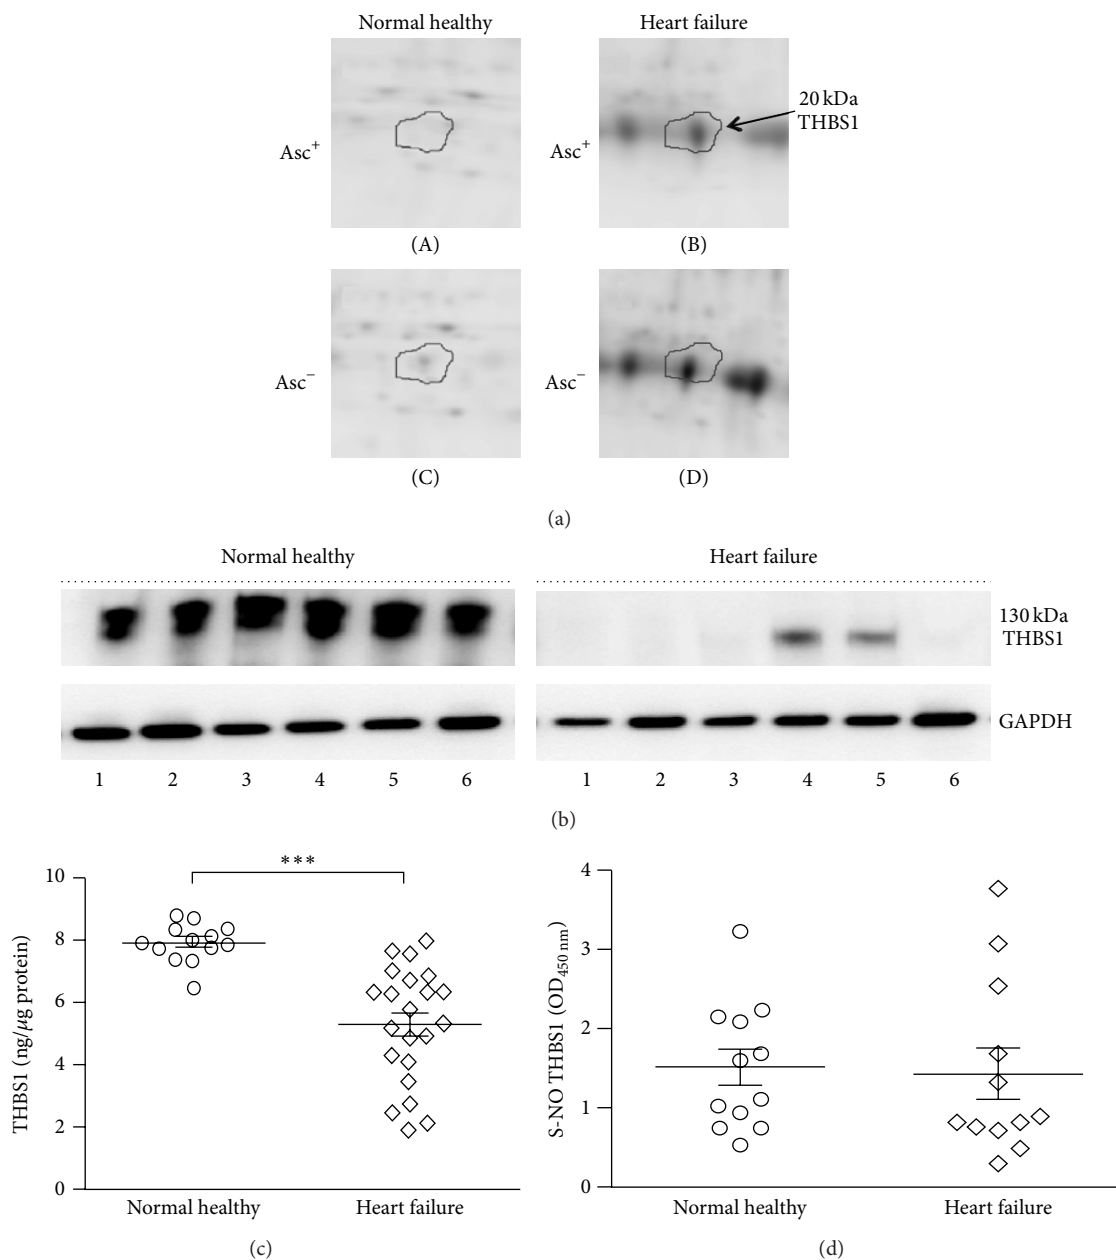 Normal healthy
Heart failure
20 kDa
THBS1
Asc⁺
Asc⁺
(A)
(B)
Asc⁻
Asc⁻
(C)
(D)
(a)
Normal healthy
Heart failure
130 kDa
THBS1
GAPDH
1 2 3 4 5 6
1 2 3 4 5 6
(b)
THBS1 (ng/μg protein)
10
8
6
4
2
0
***
Normal healthy
Heart failure
(c)
S-NO THBS1 (OD₄₅₀ ₙₘ)
4
3
2
1
0
Normal healthy
Heart failure
(d)